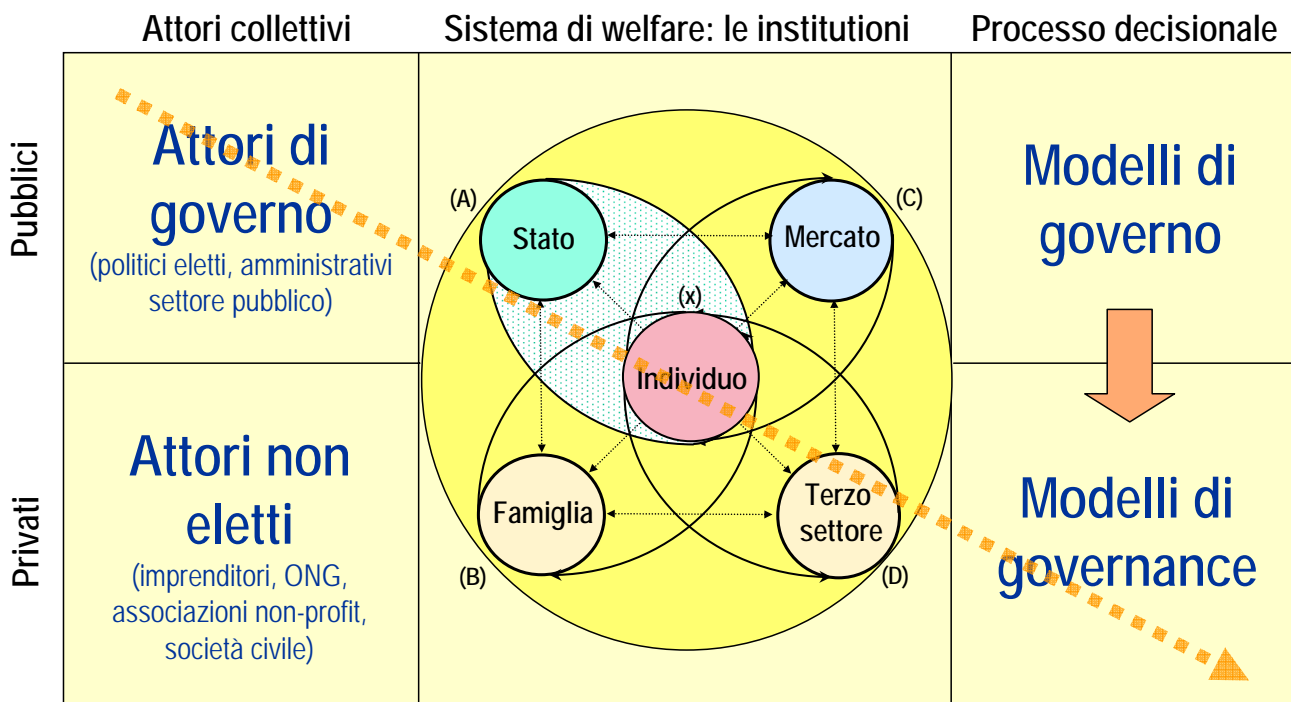 Attori collettivi
Sistema di welfare: le institutioni
Processo decisionale
Pubblici
Attori di
governo
(politici eletti, amministrativi
settore pubblico)
(A)
Stato
(C)
Mercato
(x)
Individuo
Modelli di
governo
Privati
Attori non
eletti
(imprenditori, ONG,
associazioni non-profit,
società civile)
Famiglia
(B)
Terzo
settore
(D)
Modelli di
governance